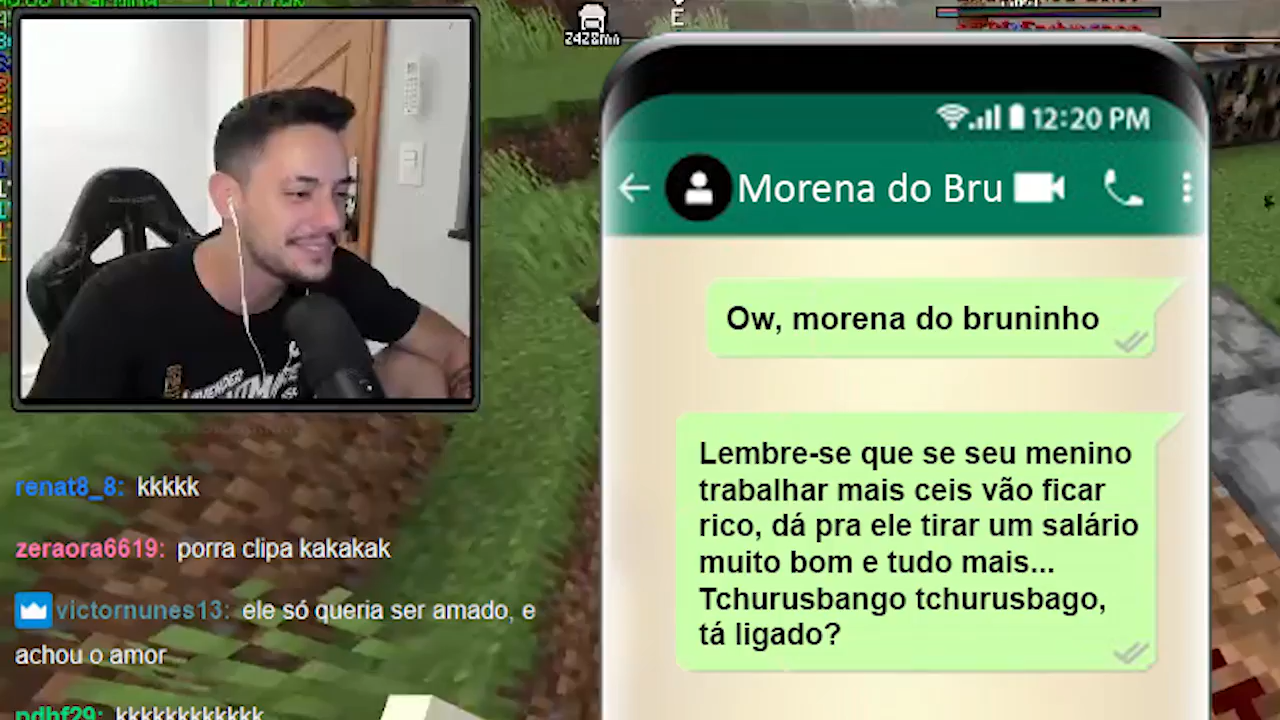 2428mn
E
12:20 PM
Morena do Bru
Ow, morena do bruninho
Lembre-se que se seu menino
trabalhar mais ceis vão ficar
rico, dá pra ele tirar um salário
muito bom e tudo mais...
Tchurusbango tchurusbago,
tá ligado?
renat8_8: kkkkk
zeraora6619: porra clipa kakakak
victornunes13: ele só queria ser amado, e
achou o amor
pdhf29: kkkkkkkkkkkk